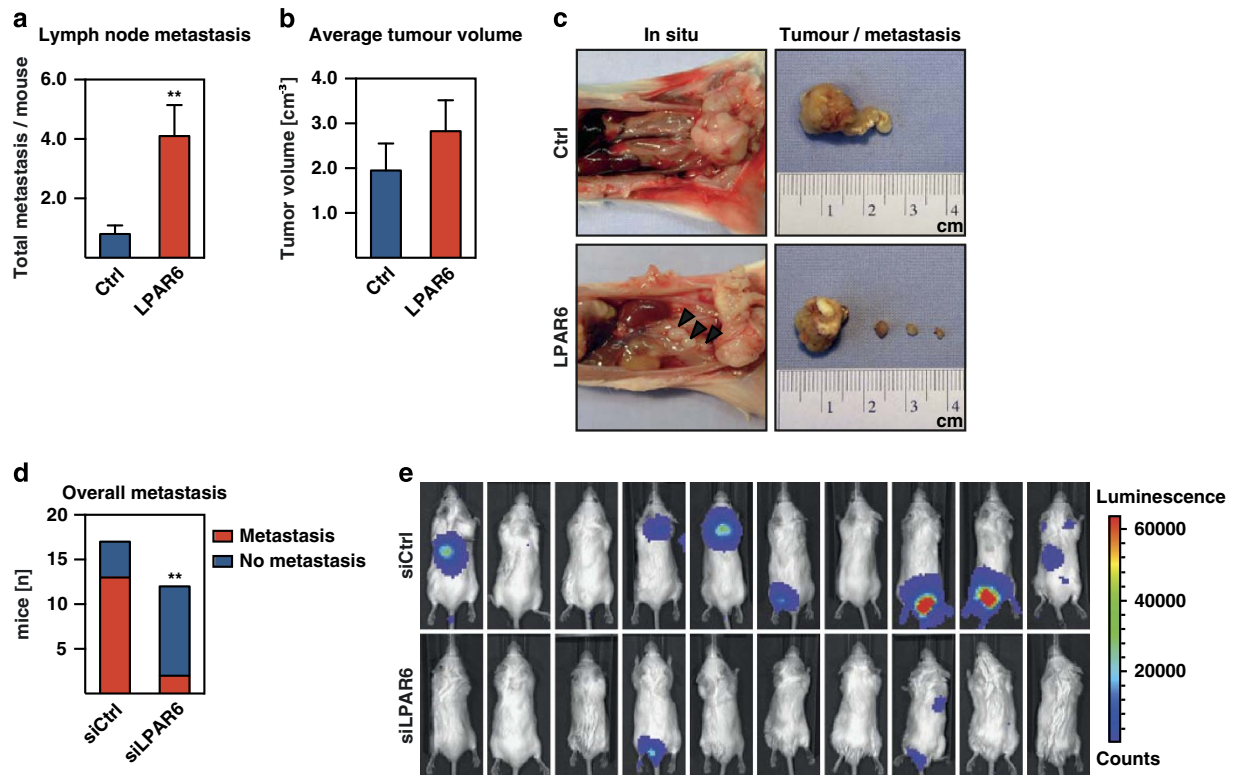 a
Lymph node metastasis
Total metastasis / mouse
6.0
4.0
2.0
**
Ctrl
LPAR6
b
Average tumour volume
Tumor volume [cm⁻³]
4.0
3.0
2.0
1.0
Ctrl
LPAR6
c
In situ
Tumour / metastasis
Ctrl
1 2 3 4
cm
LPAR6
1 2 3 4
cm
d
Overall metastasis
mice [n]
20
15
10
5
**
siCtrl
siLPAR6
Metastasis
No metastasis
e
siCtrl
siLPAR6
Luminescence
60000
40000
20000
Counts